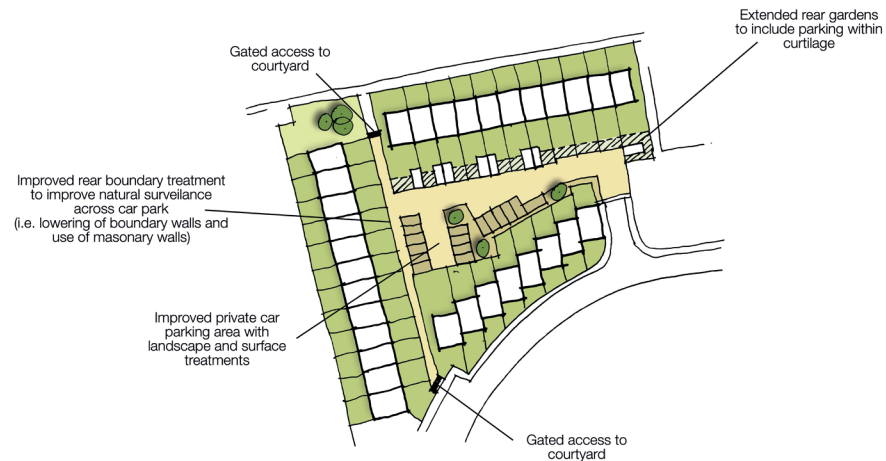 Extended rear gardens
to include parking within
curtilage
Gated access to
courtyard
Improved rear boundary treatment
to improve natural surveilance
across car park
(i.e. lowering of boundary walls and
use of masonary walls)
Improved private car
parking area with
landscape and surface
treatments
Gated access to
courtyard